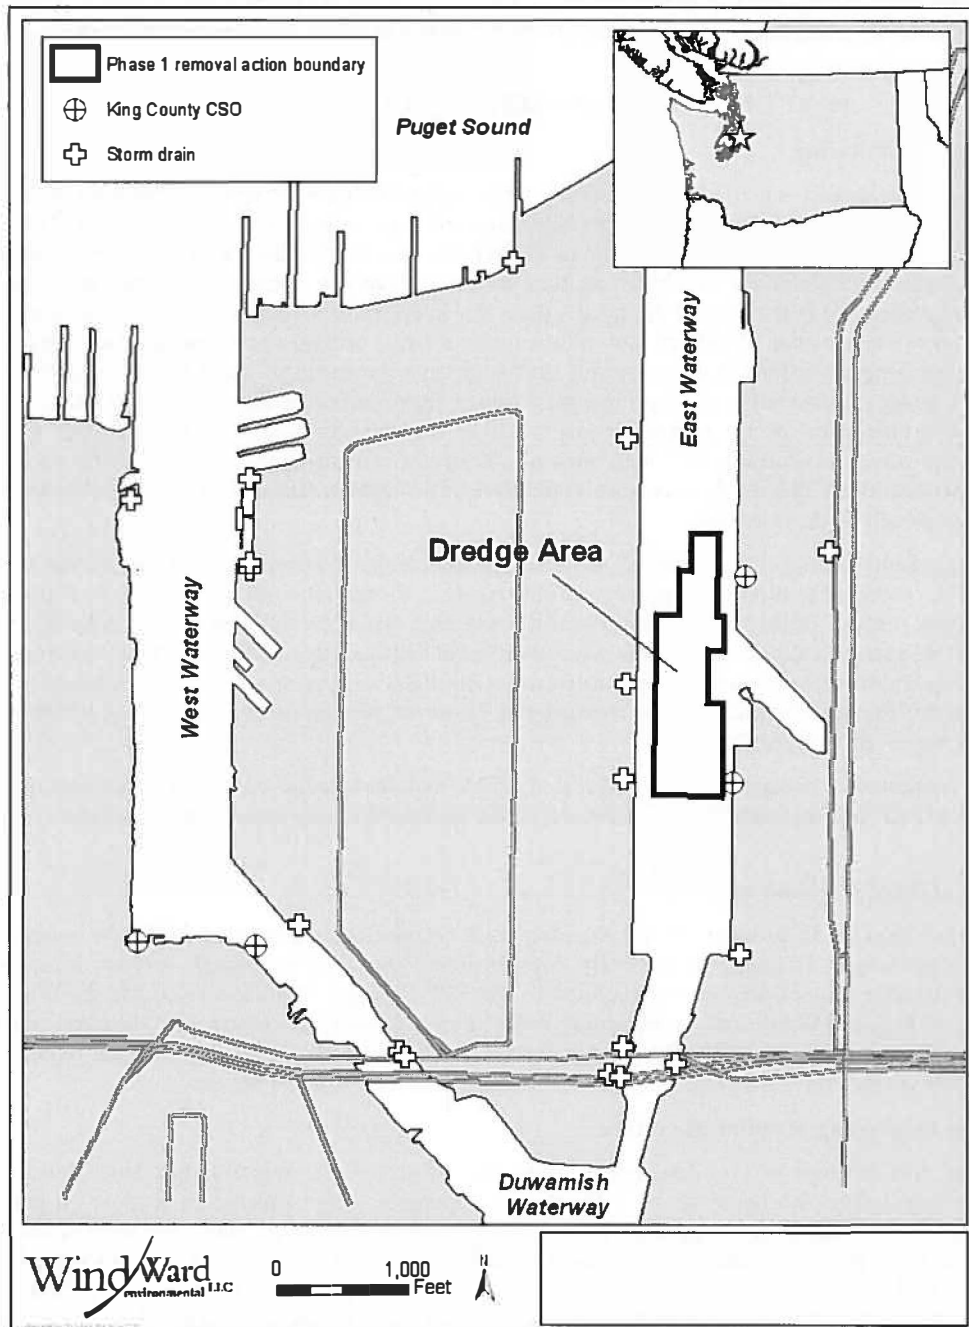 Phase 1 removal action boundary
King County CSO
Storm drain
Puget Sound
East Waterway
Dredge Area
West Waterway
Duwamish
Waterway
Wind Ward
environmental LLC
0 1,000
Feet
N